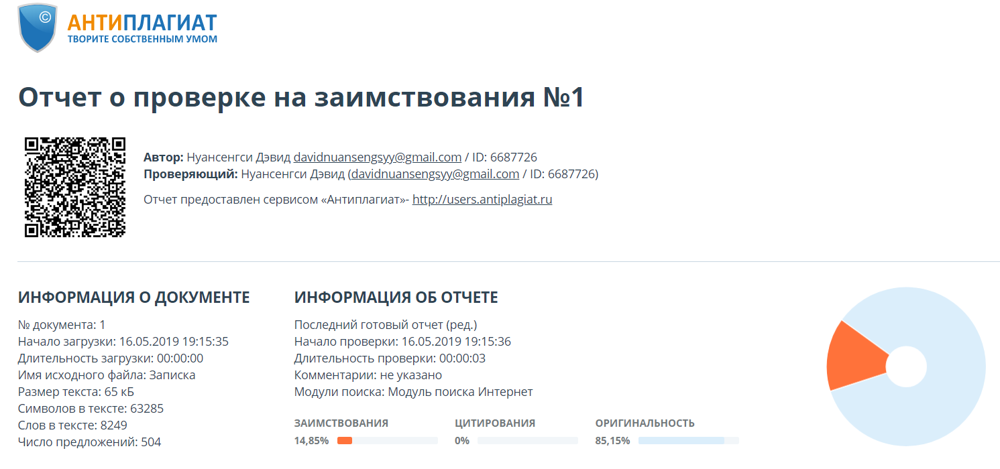 ©
АНТИПЛАГИАТ
ТВОРИТЕ СОБСТВЕННЫМ УМОМ
Отчет о проверке на заимствования №1
Автор: Нуансенгси Дэвид davidnuansengsyy@gmail.com / ID: 6687726
Проверяющий: Нуансенгси Дэвид (davidnuansengsyy@gmail.com / ID: 6687726)
Отчет предоставлен сервисом «Антиплагиат»- http://users.antiplagiat.ru
ИНФОРМАЦИЯ О ДОКУМЕНТЕ
№ документа: 1
Начало загрузки: 16.05.2019 19:15:35
Длительность загрузки: 00:00:00
Имя исходного файла: Записка
Размер текста: 65 кБ
Символов в тексте: 63285
Слов в тексте: 8249
Число предложений: 504
ИНФОРМАЦИЯ ОБ ОТЧЕТЕ
Последний готовый отчет (ред.)
Начало проверки: 16.05.2019 19:15:36
Длительность проверки: 00:00:03
Комментарии: не указано
Модули поиска: Модуль поиска Интернет
ЗАИМСТВОВАНИЯ
14,85%
ЦИТИРОВАНИЯ
0%
ОРИГИНАЛЬНОСТЬ
85,15%